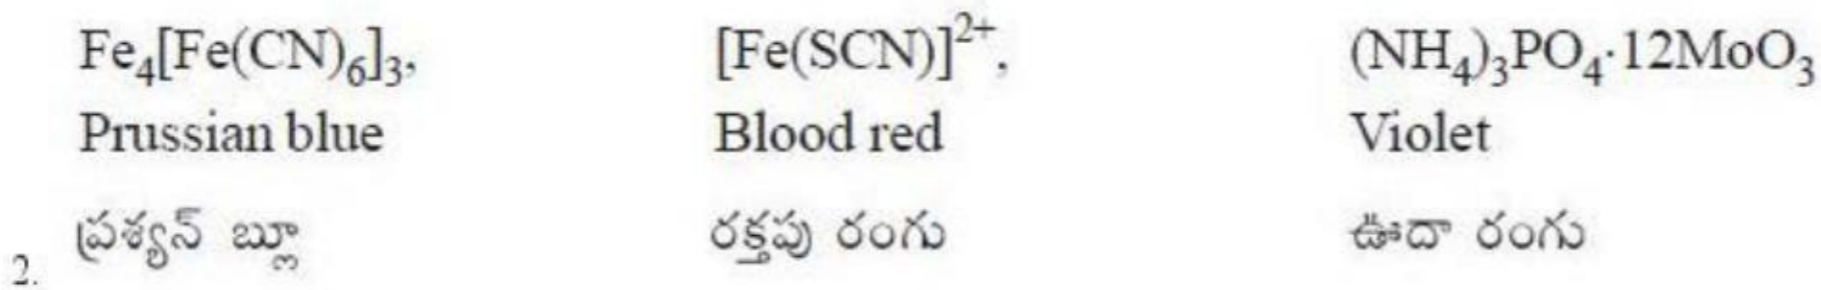 Fe₄[Fe(CN)₆]₃, [Fe(SCN)]²⁺, (NH₄)₃PO₄·12MoO₃
Prussian blue Blood red Violet
ప్రశ్యన్ బ్లూ రక్తపు రంగు ఊదా రంగు
2.